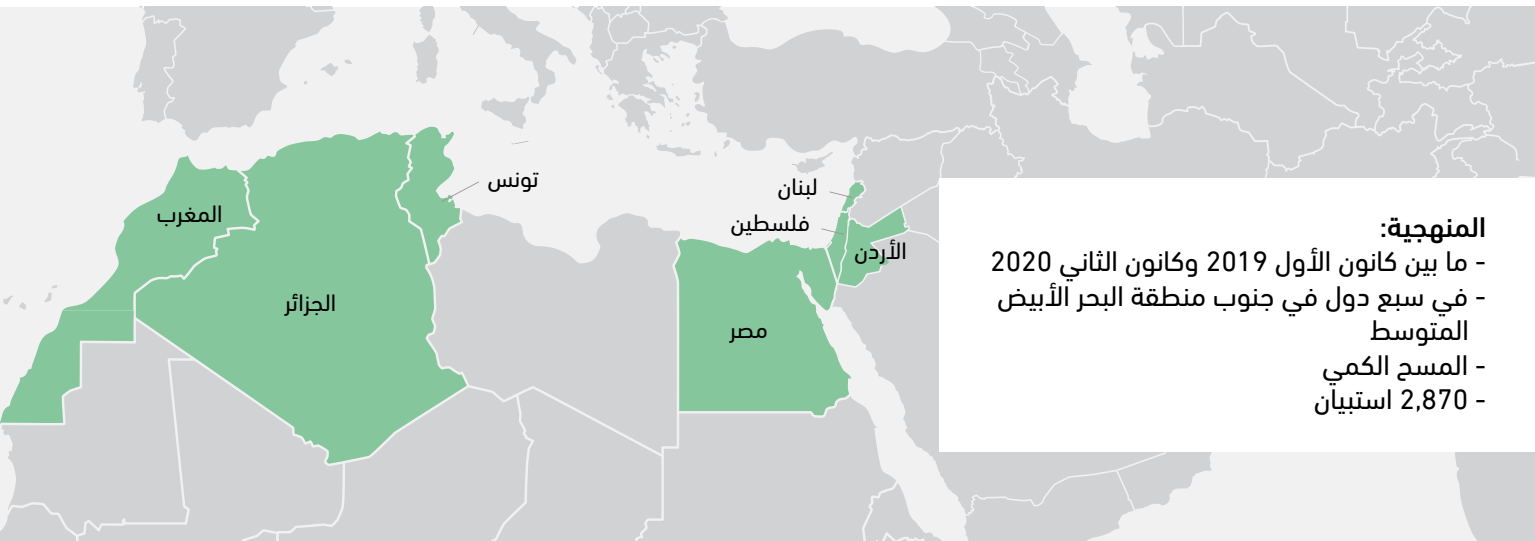 المنهجية:
- ما بين كانون الأول 2019 وكانون الثاني 2020
- في سبع دول في جنوب منطقة البحر الأبيض
المتوسط
- المسح الكمي
- 2,870 استبيان
تونس
لبنان
المغرب
فلسطين
الأردن
الجزائر
مصر